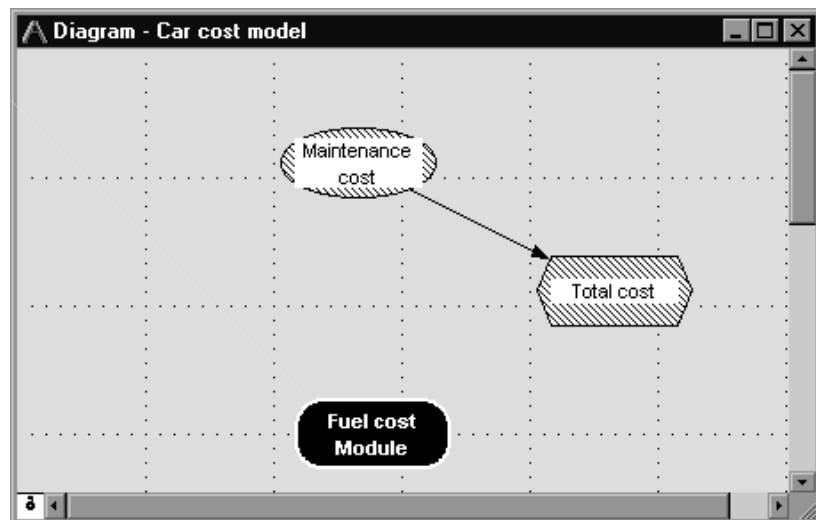 Diagram - Car cost model
Maintenance
cost
Total cost
Fuel cost
Module